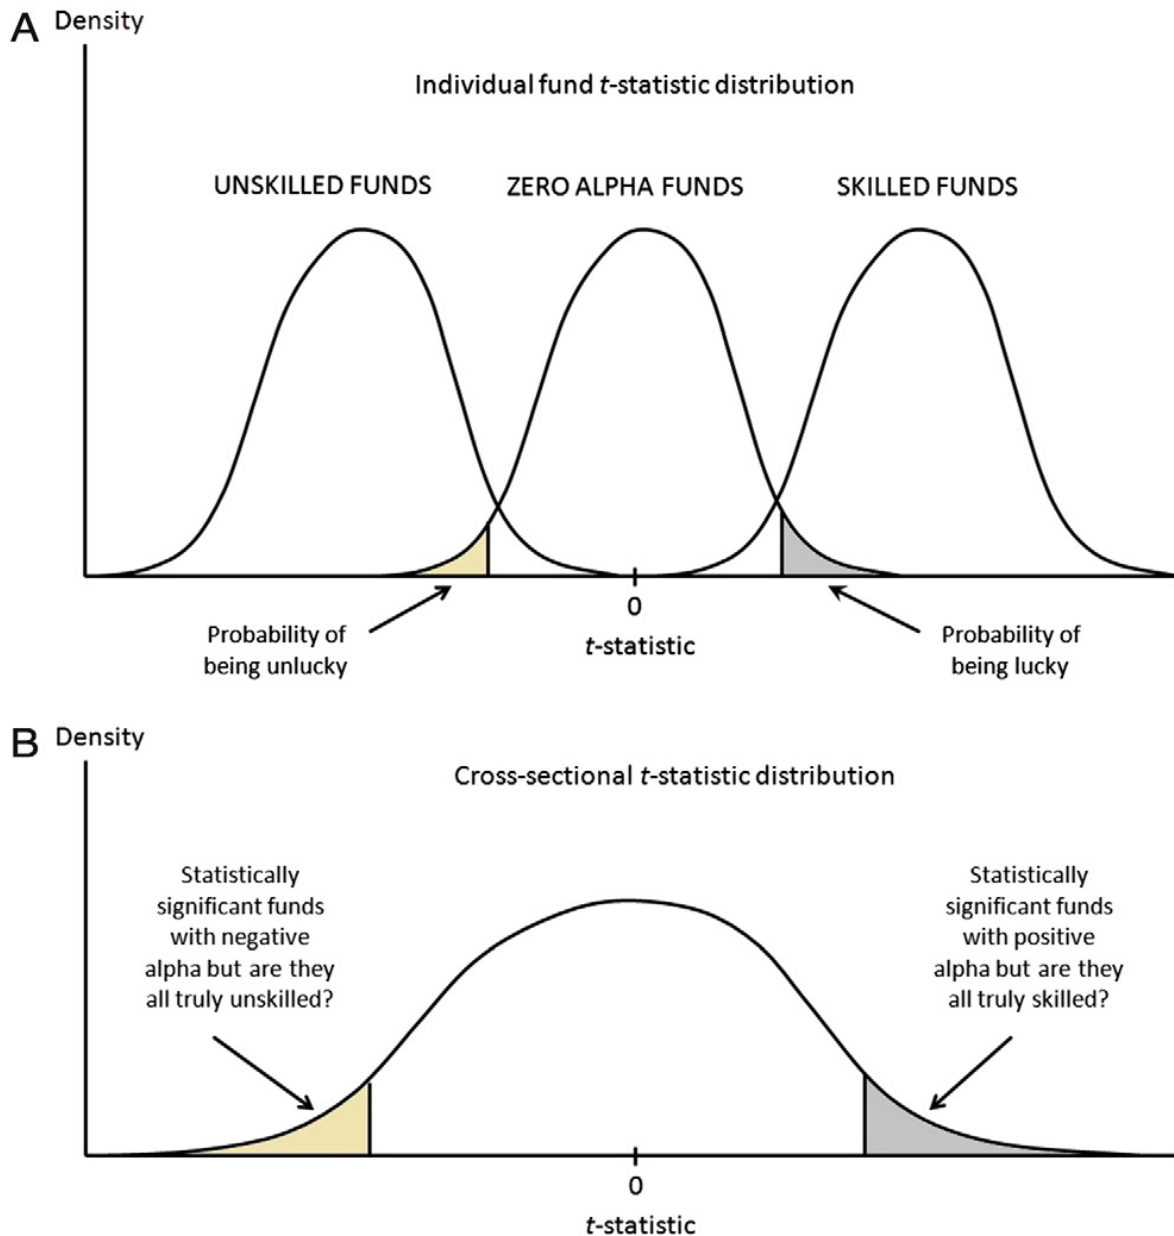 A Density
Individual fund t-statistic distribution
UNSKILLED FUNDS ZERO ALPHA FUNDS SKILLED FUNDS
0
t-statistic
Probability of
being unlucky
Probability of
being lucky
B Density
Cross-sectional t-statistic distribution
Statistically
significant funds
with negative
alpha but are they
all truly unskilled?
Statistically
significant funds
with positive
alpha but are they
all truly skilled?
0
t-statistic